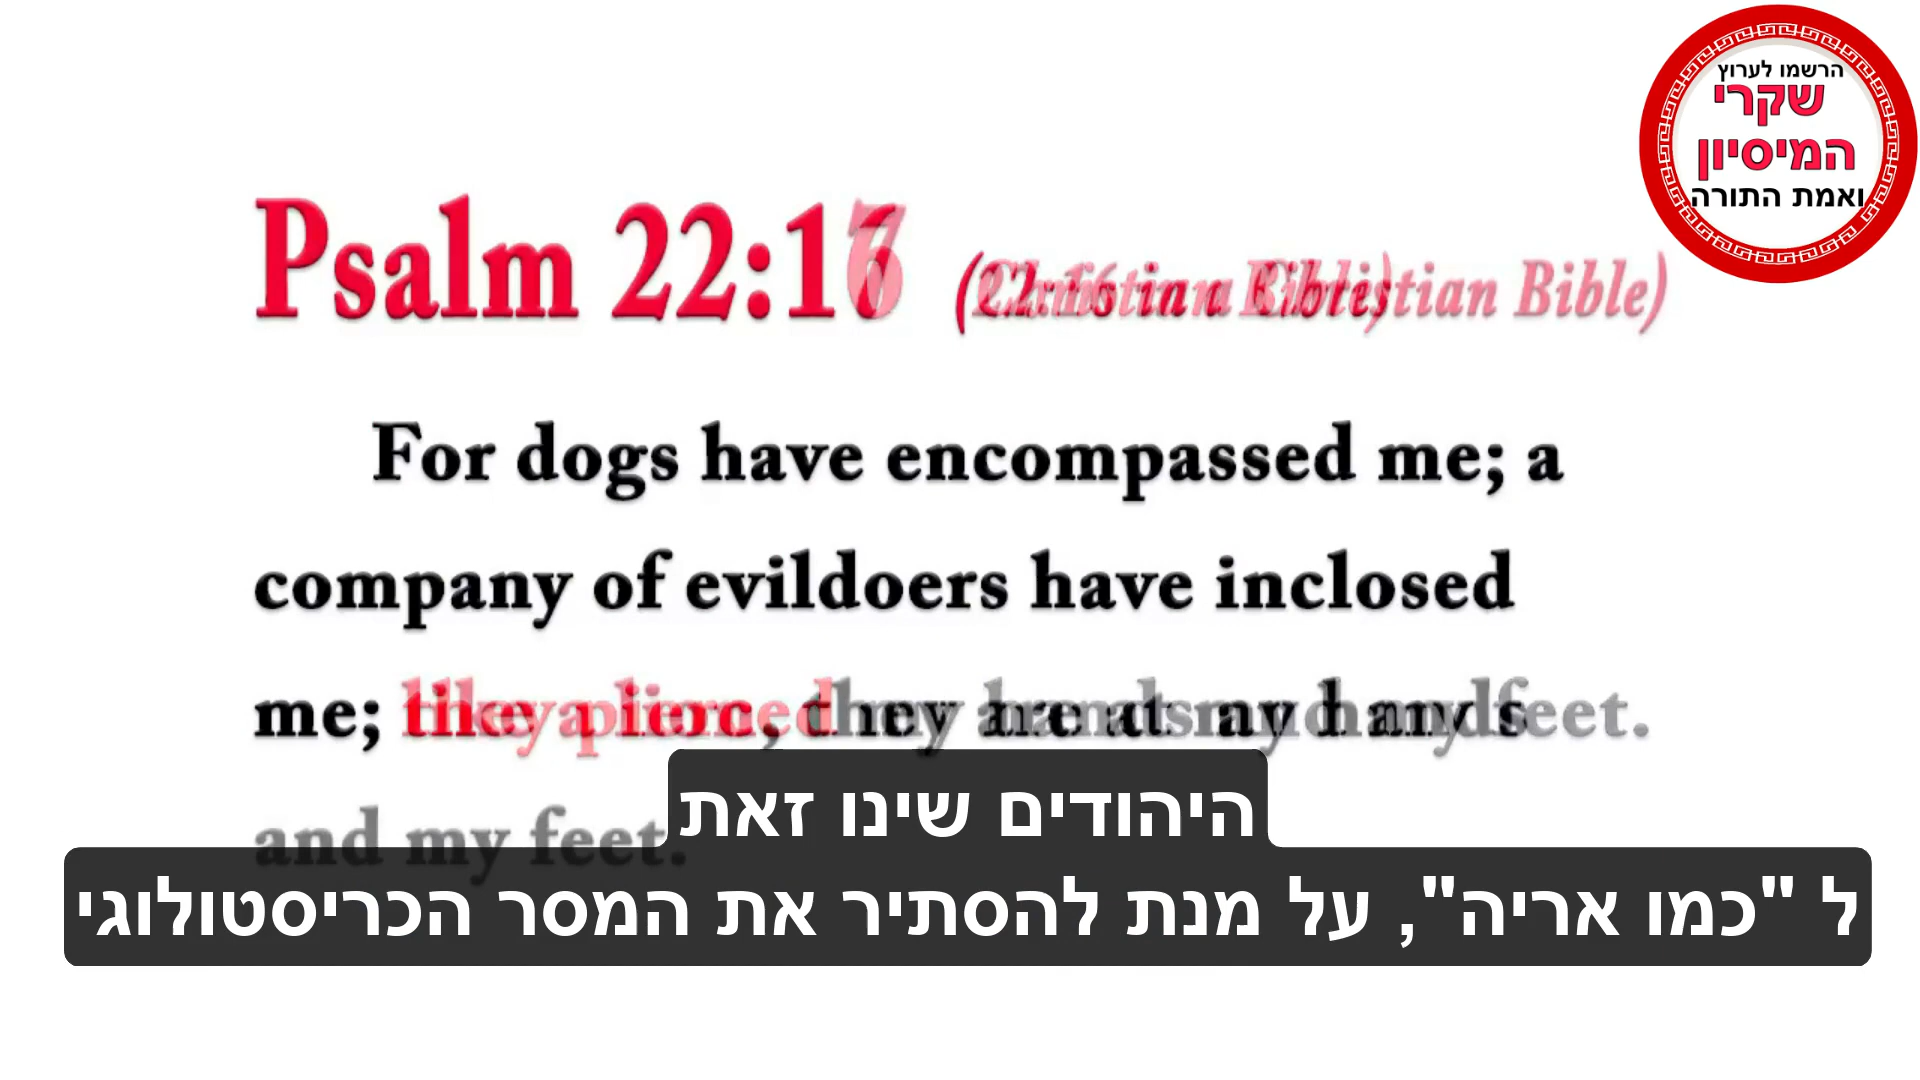 הרשמו לערוץ
שקרי
המיסיון
ואמת התורה
Psalm 22:1
For dogs have encompassed me; a
company of evildoers have inclosed
me;
and my feet.
היהודים שינו זאת
ל "כמו אריה", על מנת להסתיר את המסר הכריסטולוגי